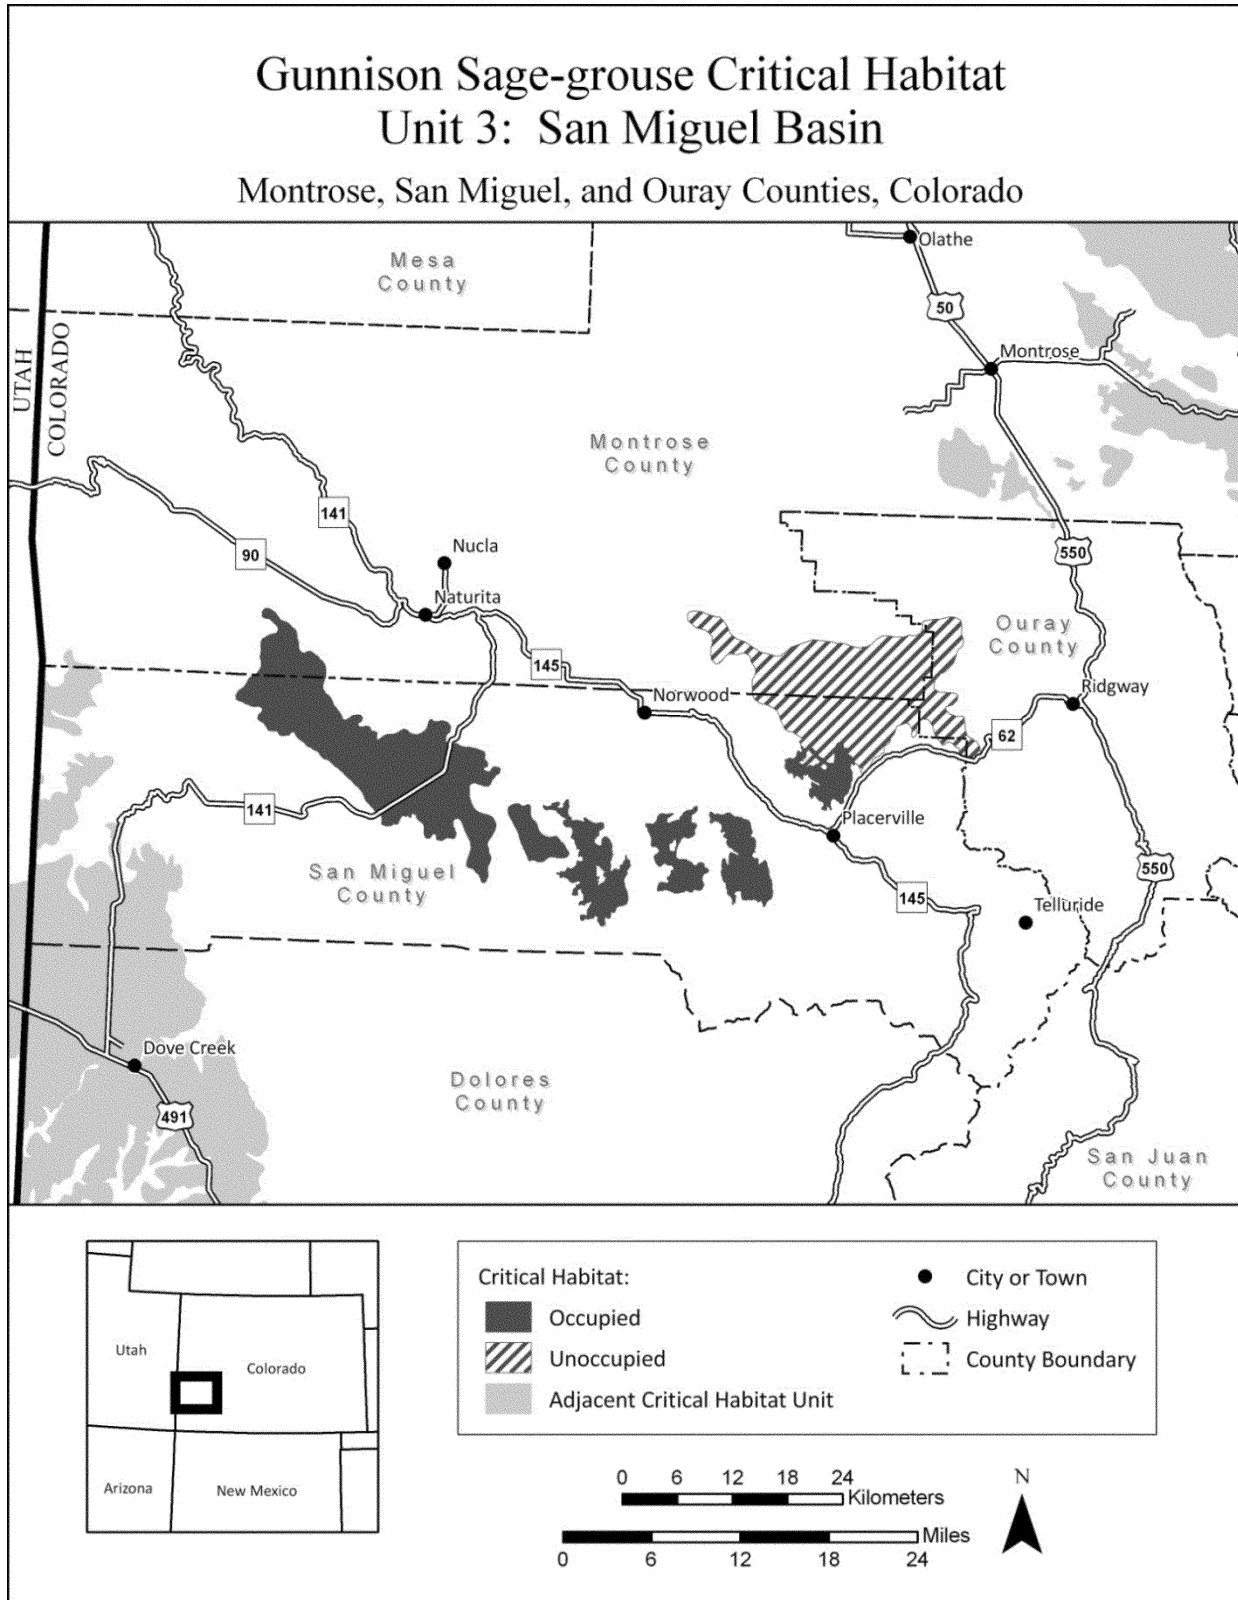 Gunnison Sage-grouse Critical Habitat
Unit 3: San Miguel Basin
Montrose, San Miguel, and Ouray Counties, Colorado
Olathe
Mesa
County
50
UTAH
COLORADO
Montrose
Montrose
County
141
90
Nucla
550
Naturita
Ouray
County
145
Norwood
Ridgway
62
141
Placerville
San Miguel
County
550
145
Telluride
Dove Creek
Dolores
County
491
San Juan
County
Utah
Colorado
Arizona
New Mexico
Critical Habitat:
Occupied
Unoccupied
Adjacent Critical Habitat Unit
City or Town
Highway
County Boundary
0 6 12 18 24
Kilometers
Miles
0 6 12 18 24
N